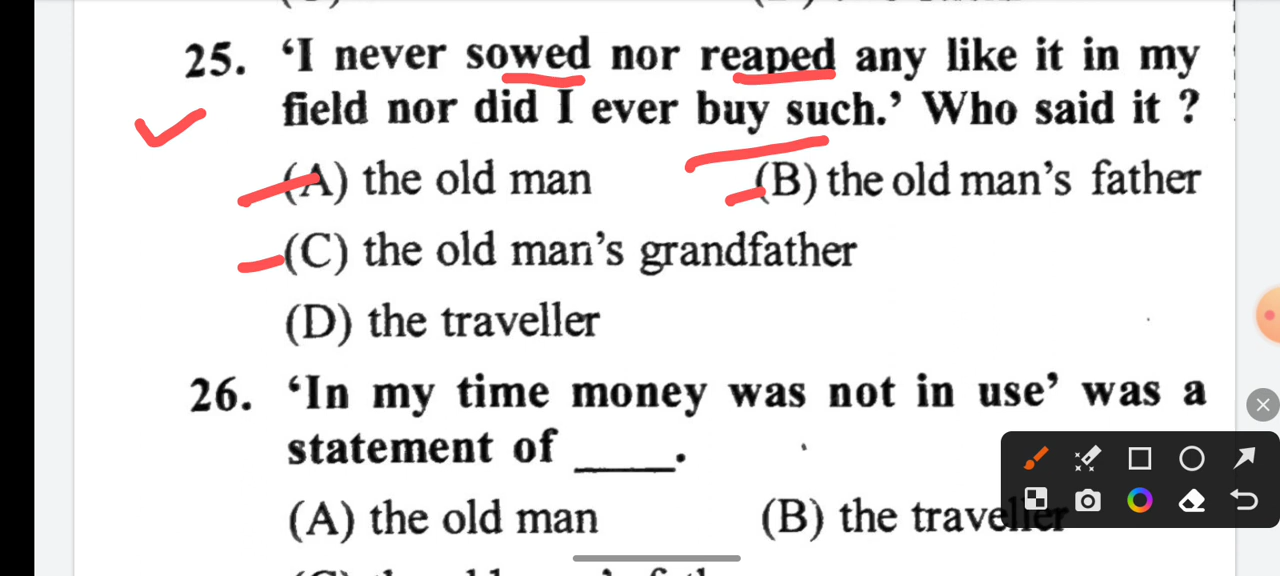 25. ‘I never sowed nor reaped any like it in my
field nor did I ever buy such.’ Who said it ?
(A) the old man (B) the old man’s father
(C) the old man’s grandfather
(D) the traveller
26. ‘In my time money was not in use’ was a
statement of ____.
(A) the old man (B) the traveller